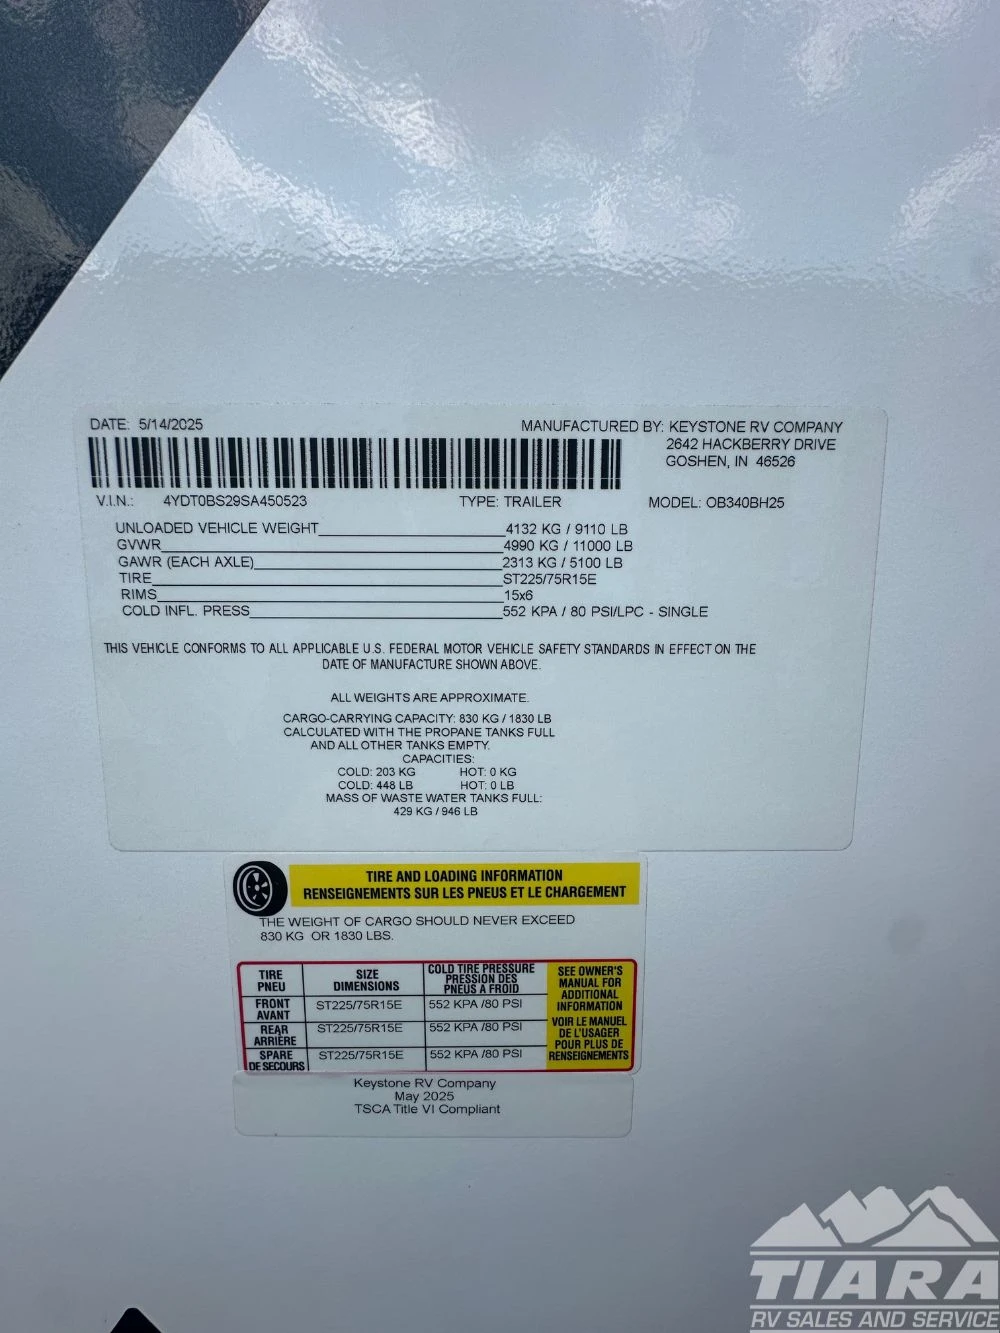 DATE: 5/14/2025
MANUFACTURED BY: KEYSTONE RV COMPANY
2642 HACKBERRY DRIVE
GOSHEN, IN 46526
V.I.N.: 4YDT0BS29SA450523 TYPE: TRAILER MODEL: OB340BH25
UNLOADED VEHICLE WEIGHT 4132 KG / 9110 LB
GVWR 4990 KG / 11000 LB
GAWR (EACH AXLE) 2313 KG / 5100 LB
TIRE ST225/75R15E
RIMS 15x6
COLD INFL. PRESS 552 KPA / 80 PSI/LPC - SINGLE
THIS VEHICLE CONFORMS TO ALL APPLICABLE U.S. FEDERAL MOTOR VEHICLE SAFETY STANDARDS IN EFFECT ON THE
DATE OF MANUFACTURE SHOWN ABOVE.
ALL WEIGHTS ARE APPROXIMATE.
CARGO-CARRYING CAPACITY: 830 KG / 1830 LB
CALCULATED WITH THE PROPANE TANKS FULL
AND ALL OTHER TANKS EMPTY.
CAPACITIES:
COLD: 203 KG HOT: 0 KG
COLD: 448 LB HOT: 0 LB
MASS OF WASTE WATER TANKS FULL:
429 KG / 946 LB
TIRE AND LOADING INFORMATION
RENSEIGNEMENTS SUR LES PNEUS ET LE CHARGEMENT
THE WEIGHT OF CARGO SHOULD NEVER EXCEED
830 KG OR 1830 LBS.
TIRE
PNEU
SIZE
DIMENSIONS
COLD TIRE PRESSURE
PRESSION DES
PNEUS A FROID
FRONT
AVANT
ST225/75R15E
552 KPA /80 PSI
REAR
ARRIÈRE
ST225/75R15E
552 KPA /80 PSI
SPARE
DE SECOURS
ST225/75R15E
552 KPA /80 PSI
SEE OWNER'S
MANUAL FOR
ADDITIONAL
INFORMATION
VOIR LE MANUEL
DE L'USAGER
POUR PLUS DE
RENSEIGNEMENTS
Keystone RV Company
May 2025
TSCA Title VI Compliant
TIARA
RV SALES AND SERVICE